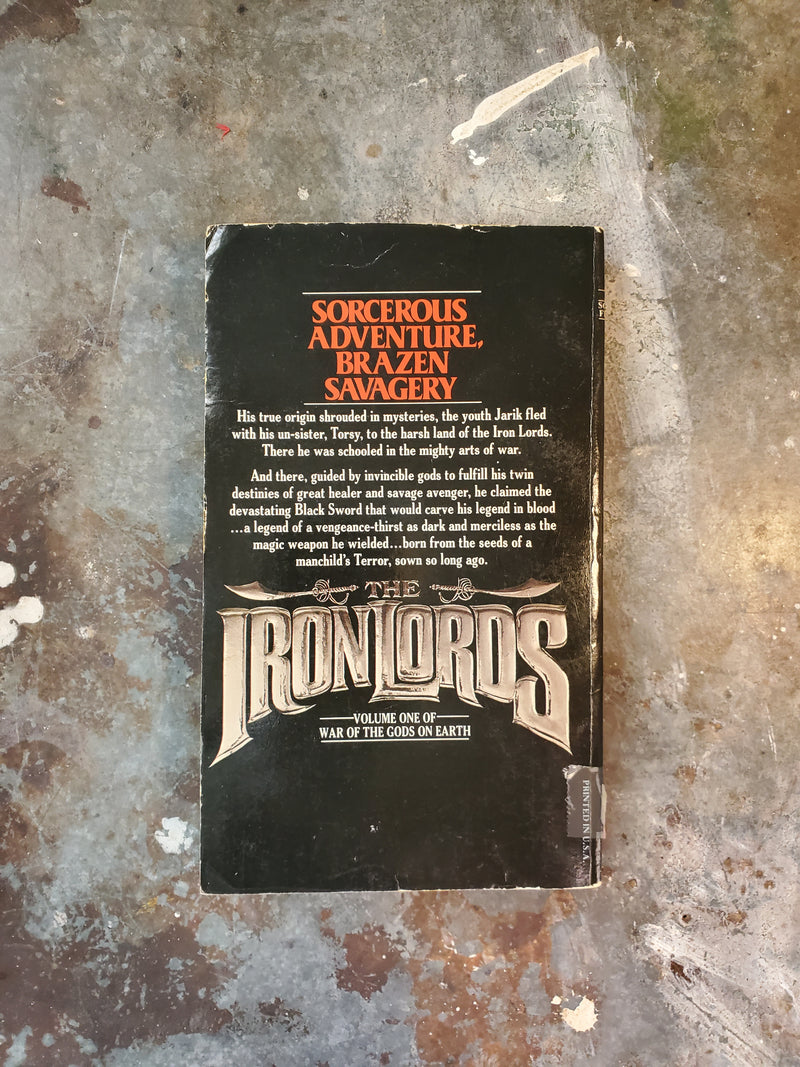 SORCEROUS
ADVENTURE,
BRAZEN
SAVAGERY
His true origin shrouded in mysteries, the youth Jarik fled
with his un-sister, Torsy, to the harsh land of the Iron Lords.
There he was schooled in the mighty arts of war.
And there, guided by invincible gods to fulfill his twin
destinies of great healer and savage avenger, he claimed the
devastating Black Sword that would carve his legend in blood
...a legend of a vengeance-thirst as dark and merciless as the
magic weapon he wielded...born from the seeds of a
manchild's Terror, sown so long ago.
THE
IRON LORDS
VOLUME ONE OF
WAR OF THE GODS ON EARTH
PRINTED IN U.S.A.